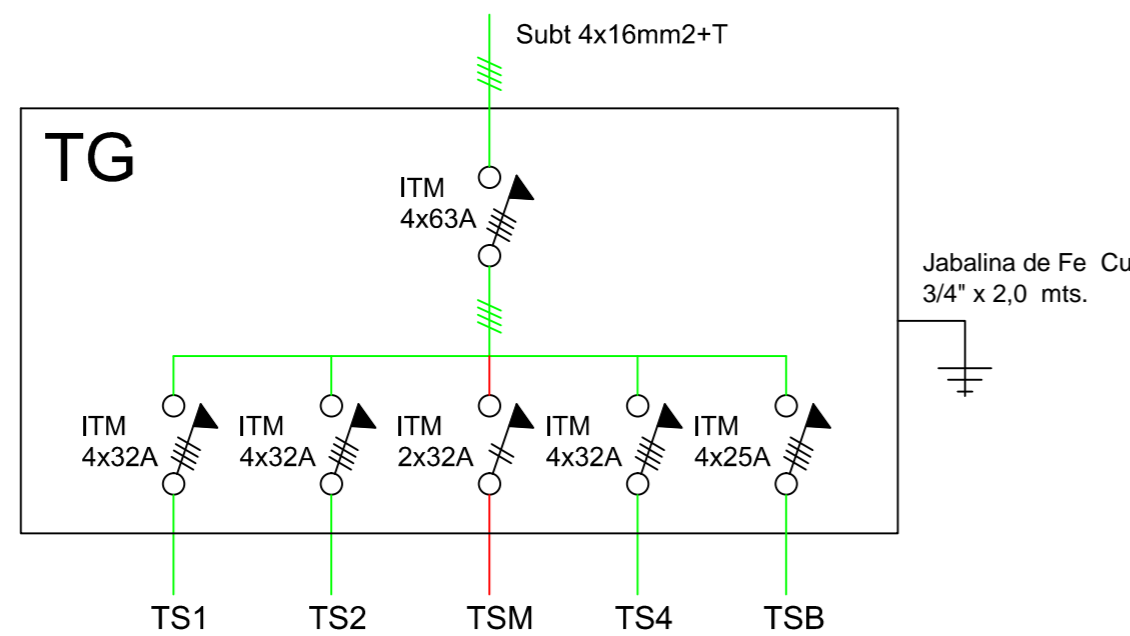 Subt 4x16mm2+T
TG
ITM
4x63A
Jabalina de Fe Cu
3/4" x 2,0 mts.
ITM
4x32A
ITM
4x32A
ITM
2x32A
ITM
4x32A
ITM
4x25A
TS1
TS2
TSM
TS4
TSB